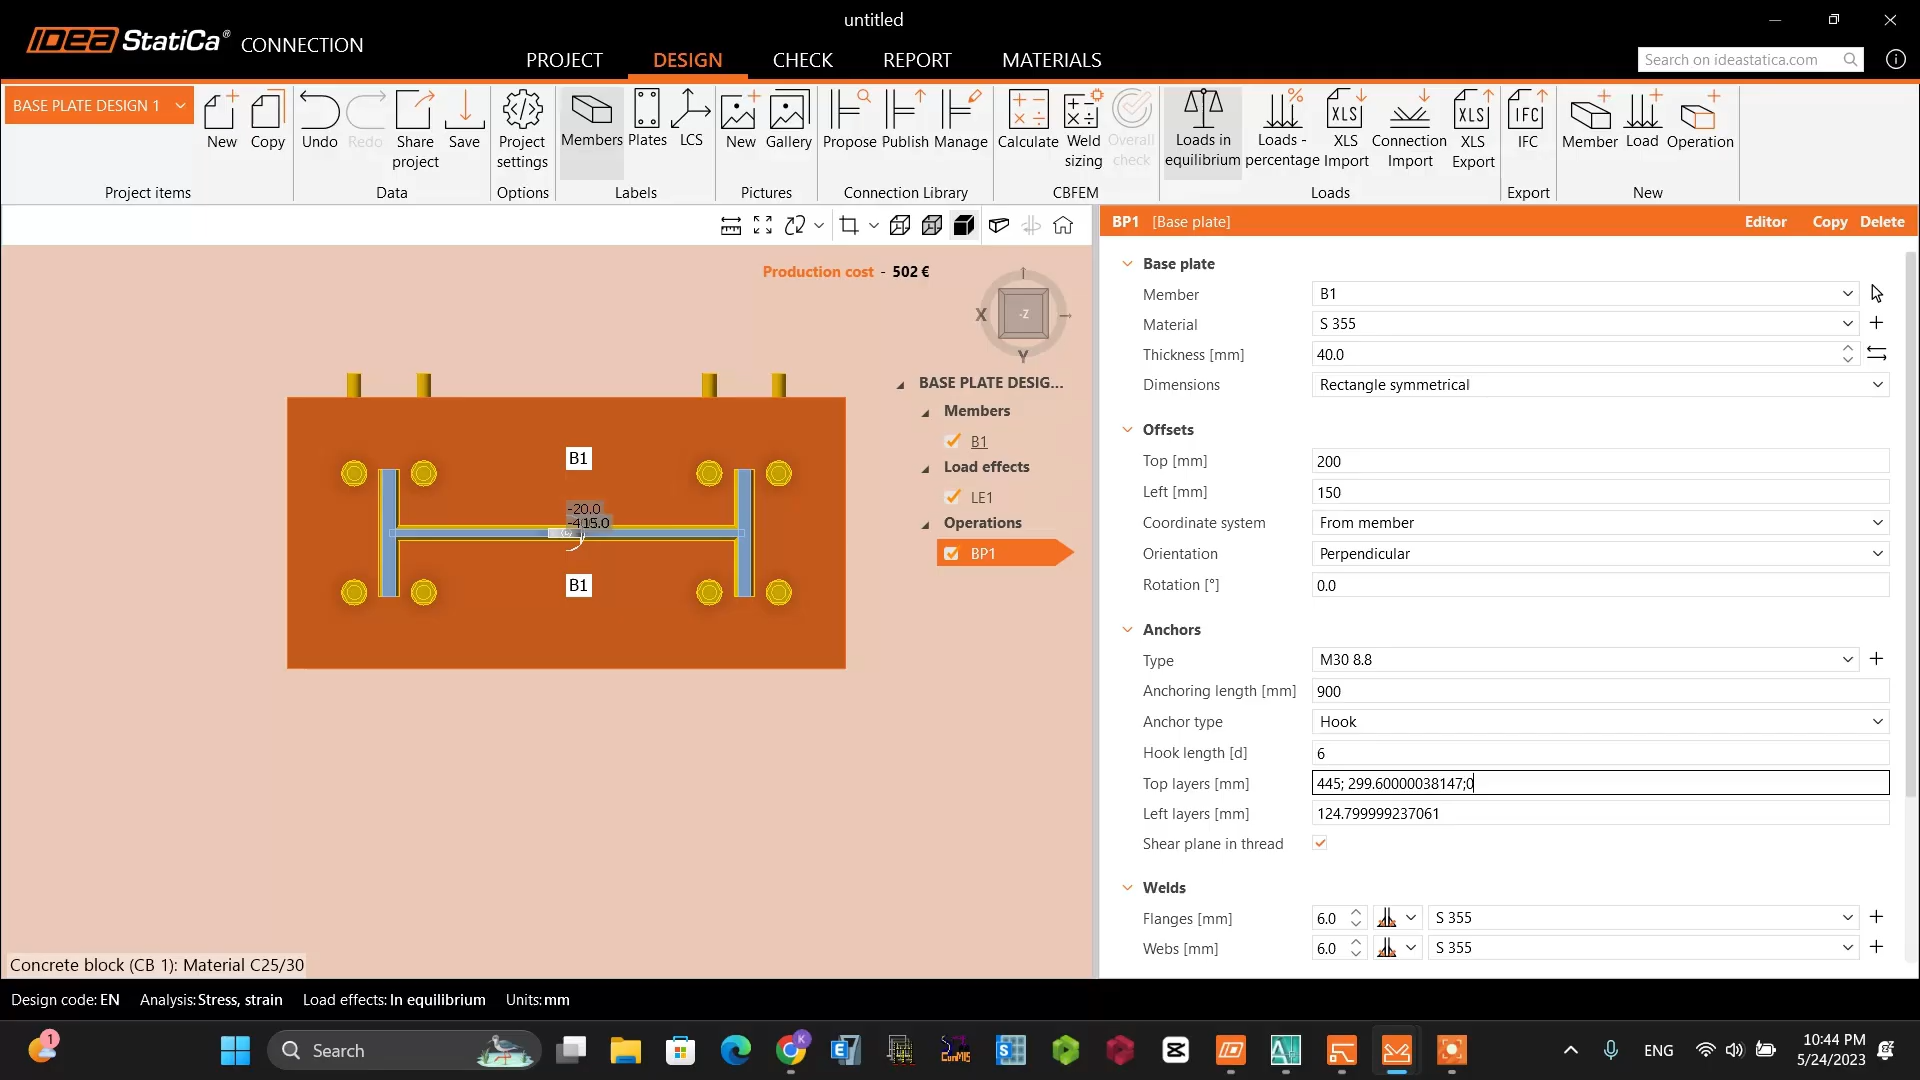 untitled
IDEA StatiCa® CONNECTION
PROJECT DESIGN CHECK REPORT MATERIALS
Search on ideastatica.com
BASE PLATE DESIGN 1
New Copy
Project items
Undo Redo Share project Save
Data
Project settings
Options
Members Plates LCS
Labels
New Gallery
Pictures
Propose Publish Manage
Connection Library
Calculate Weld sizing Overall check
CBFEM
Loads in equilibrium Loads - percentage XLS Import Connection Import XLS Export
Loads
IFC
Export
Member Load Operation
New
XLS XLS IFC
Production cost - 502 €
X
-Z
Y
BASE PLATE DESIG...
Members
B1
Load effects
LE1
Operations
BP1
B1
-20.0
B1
Concrete block (CB 1): Material C25/30
BP1 [Base plate] Editor Copy Delete
Base plate
Member B1
Material S 355
Thickness [mm] 40.0
Dimensions Rectangle symmetrical
Offsets
Top [mm] 200
Left [mm] 150
Coordinate system From member
Orientation Perpendicular
Rotation [°] 0.0
Anchors
Type M30 8.8
Anchoring length [mm] 900
Anchor type Hook
Hook length [d] 6
Top layers [mm] 445; 299.60000038147;0
Left layers [mm] 124.799999237061
Shear plane in thread
Welds
Flanges [mm] 6.0 S 355
Webs [mm] 6.0 S 355
Design code: EN Analysis: Stress, strain Load effects: In equilibrium Units: mm
1
Search
ENG
10:44 PM
5/24/2023